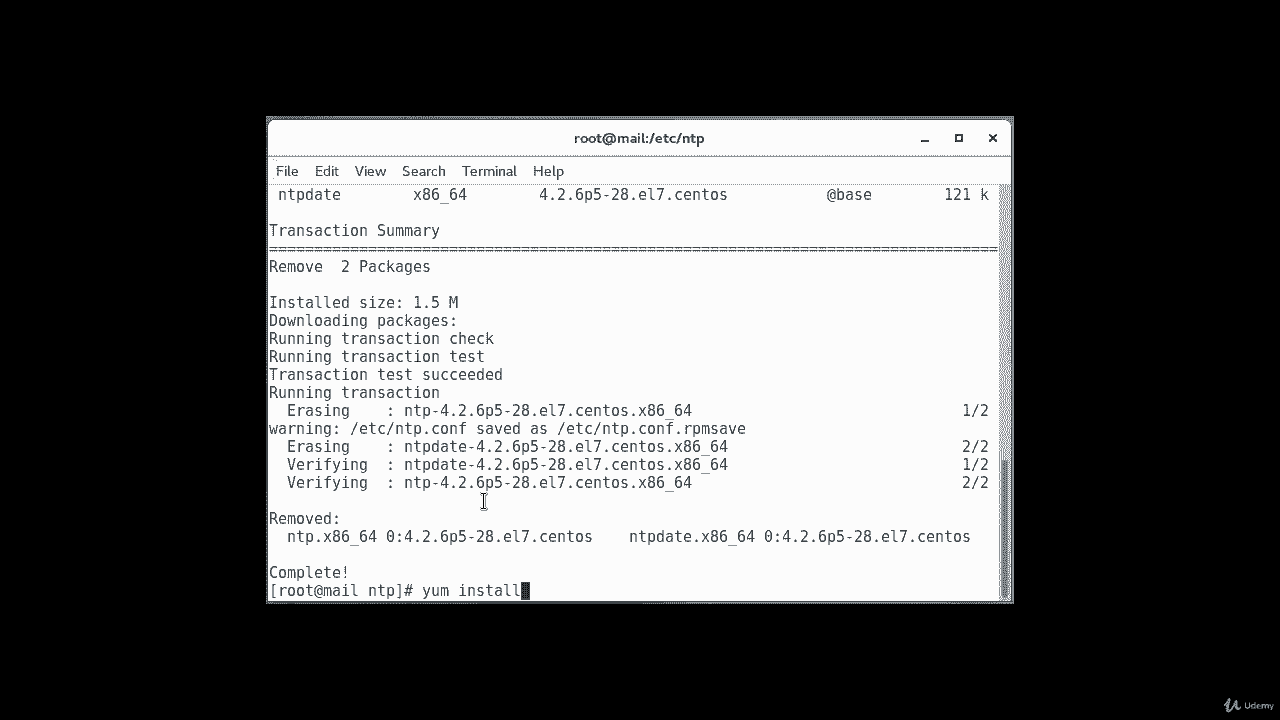 root@mail:/etc/ntp
File Edit View Search Terminal Help
ntpdate x86_64 4.2.6p5-28.el7.centos @base 121 k
Transaction Summary
================================================================================
Remove 2 Packages
Installed size: 1.5 M
Downloading packages:
Running transaction check
Running transaction test
Transaction test succeeded
Running transaction
Erasing : ntp-4.2.6p5-28.el7.centos.x86_64 1/2
warning: /etc/ntp.conf saved as /etc/ntp.conf.rpmsave
Erasing : ntpdate-4.2.6p5-28.el7.centos.x86_64 2/2
Verifying : ntpdate-4.2.6p5-28.el7.centos.x86_64 1/2
Verifying : ntp-4.2.6p5-28.el7.centos.x86_64 2/2
Removed:
ntp.x86_64 0:4.2.6p5-28.el7.centos ntpdate.x86_64 0:4.2.6p5-28.el7.centos
Complete!
[root@mail ntp]# yum install
Udemy